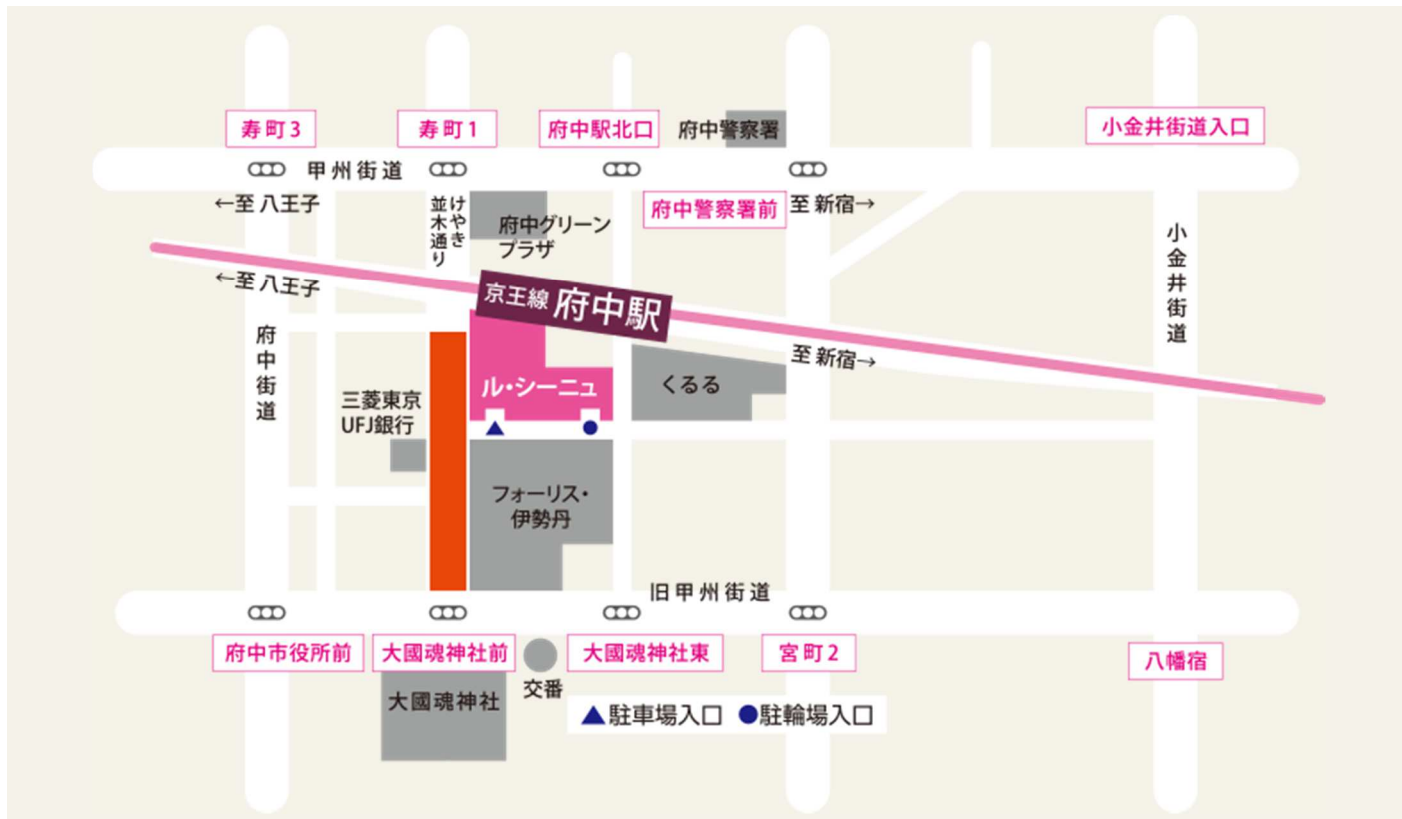 寿町3
寿町1
府中駅北口
府中警察署
小金井街道入口
甲州街道
←至 八王子
けやき
並木通り
府中グリーン
プラザ
府中警察署前
至 新宿→
小金井街道
←至 八王子
京王線 府中駅
府中街道
至 新宿→
三菱東京
UFJ銀行
ル・シーニュ
くるる
フォーリス・
伊勢丹
旧甲州街道
府中市役所前
大國魂神社前
大國魂神社東
宮町2
八幡宿
大國魂神社
交番
▲駐車場入口 ●駐輪場入口